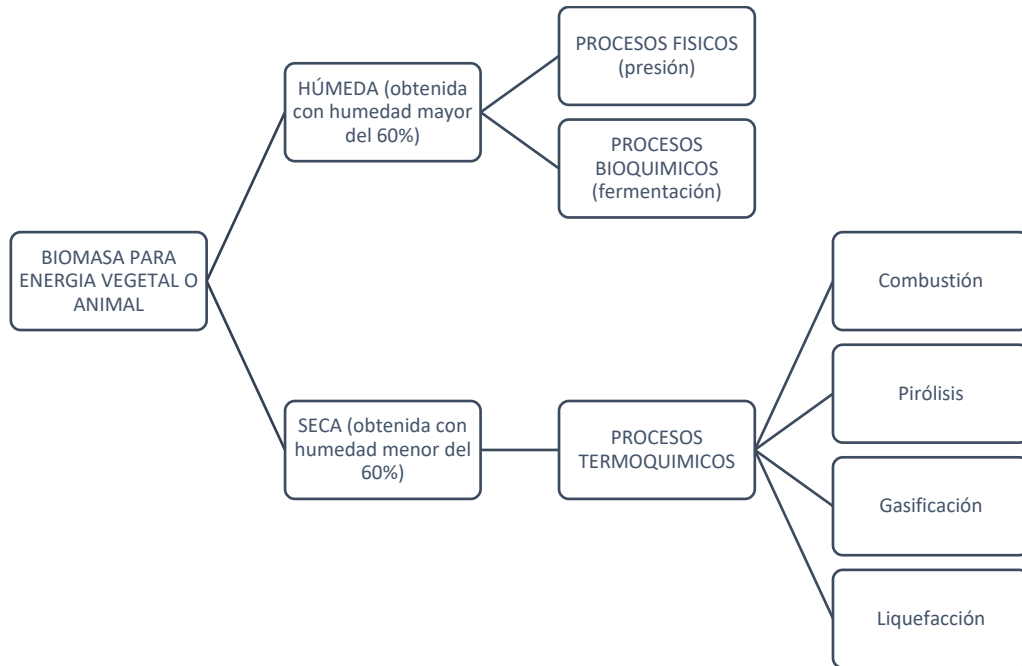 PROCESOS FISICOS
(presión)
HÚMEDA (obtenida
con humedad mayor
del 60%)
PROCESOS
BIOQUIMICOS
(fermentación)
BIOMASA PARA
ENERGIA VEGETAL O
ANIMAL
Combustión
Pirólisis
SECA (obtenida con
humedad menor del
60%)
PROCESOS
TERMOQUIMICOS
Gasificación
Liquefacción